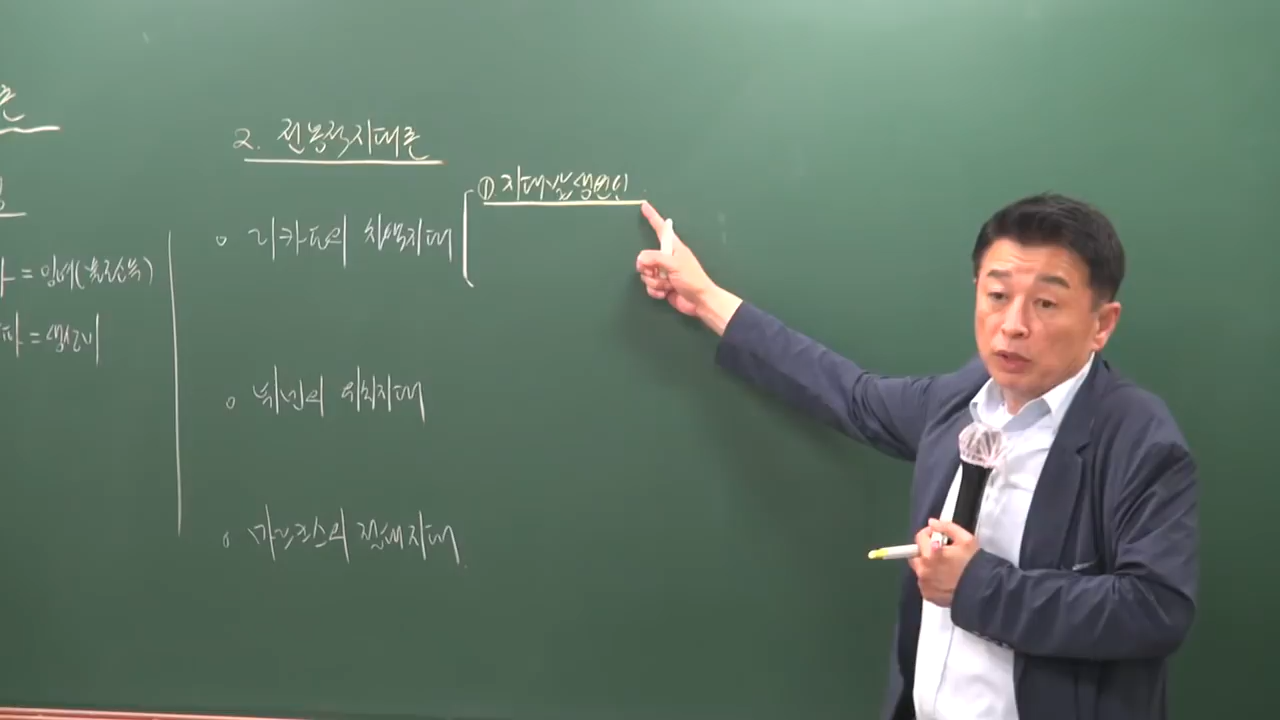 = 임대(불로소득)
= 생산비
2. 전통적지대론
① 지대발생원인
○ 리카도의 차액지대
○ 튀넨의 위치지대
○ 마르크스의 절대지대